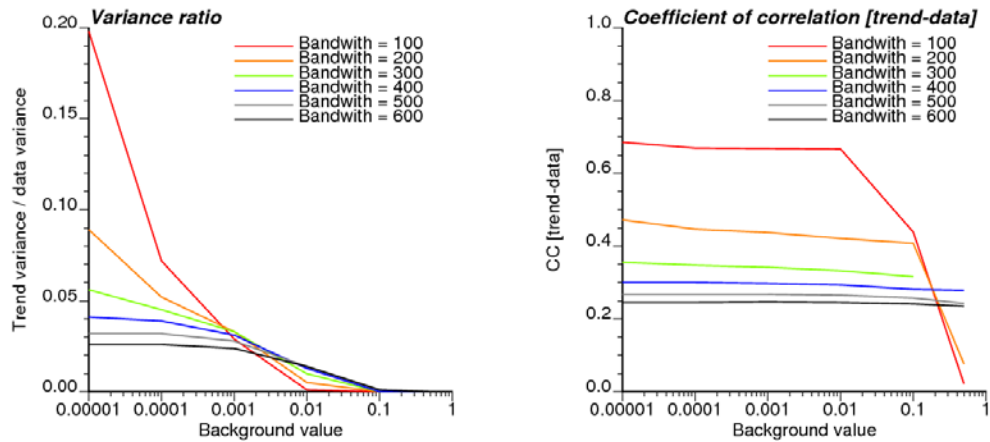 Variance ratio
0.20
0.15
0.10
0.05
0.00
Trend variance / data variance
Bandwith = 100
Bandwith = 200
Bandwith = 300
Bandwith = 400
Bandwith = 500
Bandwith = 600
0.00001
0.0001
0.001
0.01
0.1
1
Background value
Coefficient of correlation [trend-data]
1.0
0.8
0.6
0.4
0.2
0.0
CC [trend-data]
Bandwith = 100
Bandwith = 200
Bandwith = 300
Bandwith = 400
Bandwith = 500
Bandwith = 600
0.00001
0.0001
0.001
0.01
0.1
1
Background value